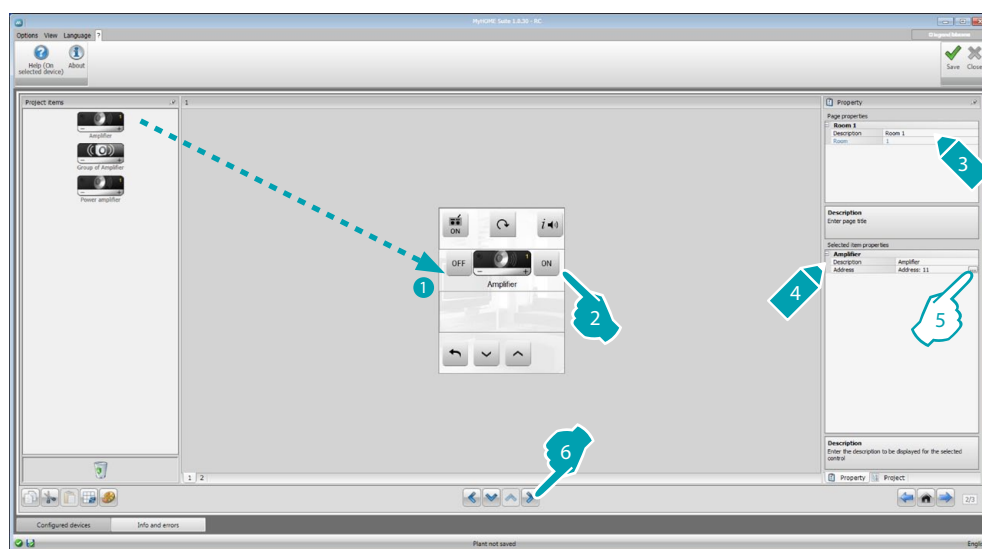 MyHOME Suite 1.0.30 - RC
Options View Language ?
Help (On selected device)
About
Save Close
Project items
Amplifier
Group of Amplifier
Power amplifier
1
ON
i
OFF
1
ON
Amplifier
1
2
3
4
5
6
Property
Page properties
Room 1
Description Room 1
Room 1
Description
Enter page title
Selected item properties
Amplifier
Description Amplifier
Address Address: 11
...
Description
Enter the description to be displayed for the selected
control
Property Project
1 2
2/3
Configured devices Info and errors
Plant not saved